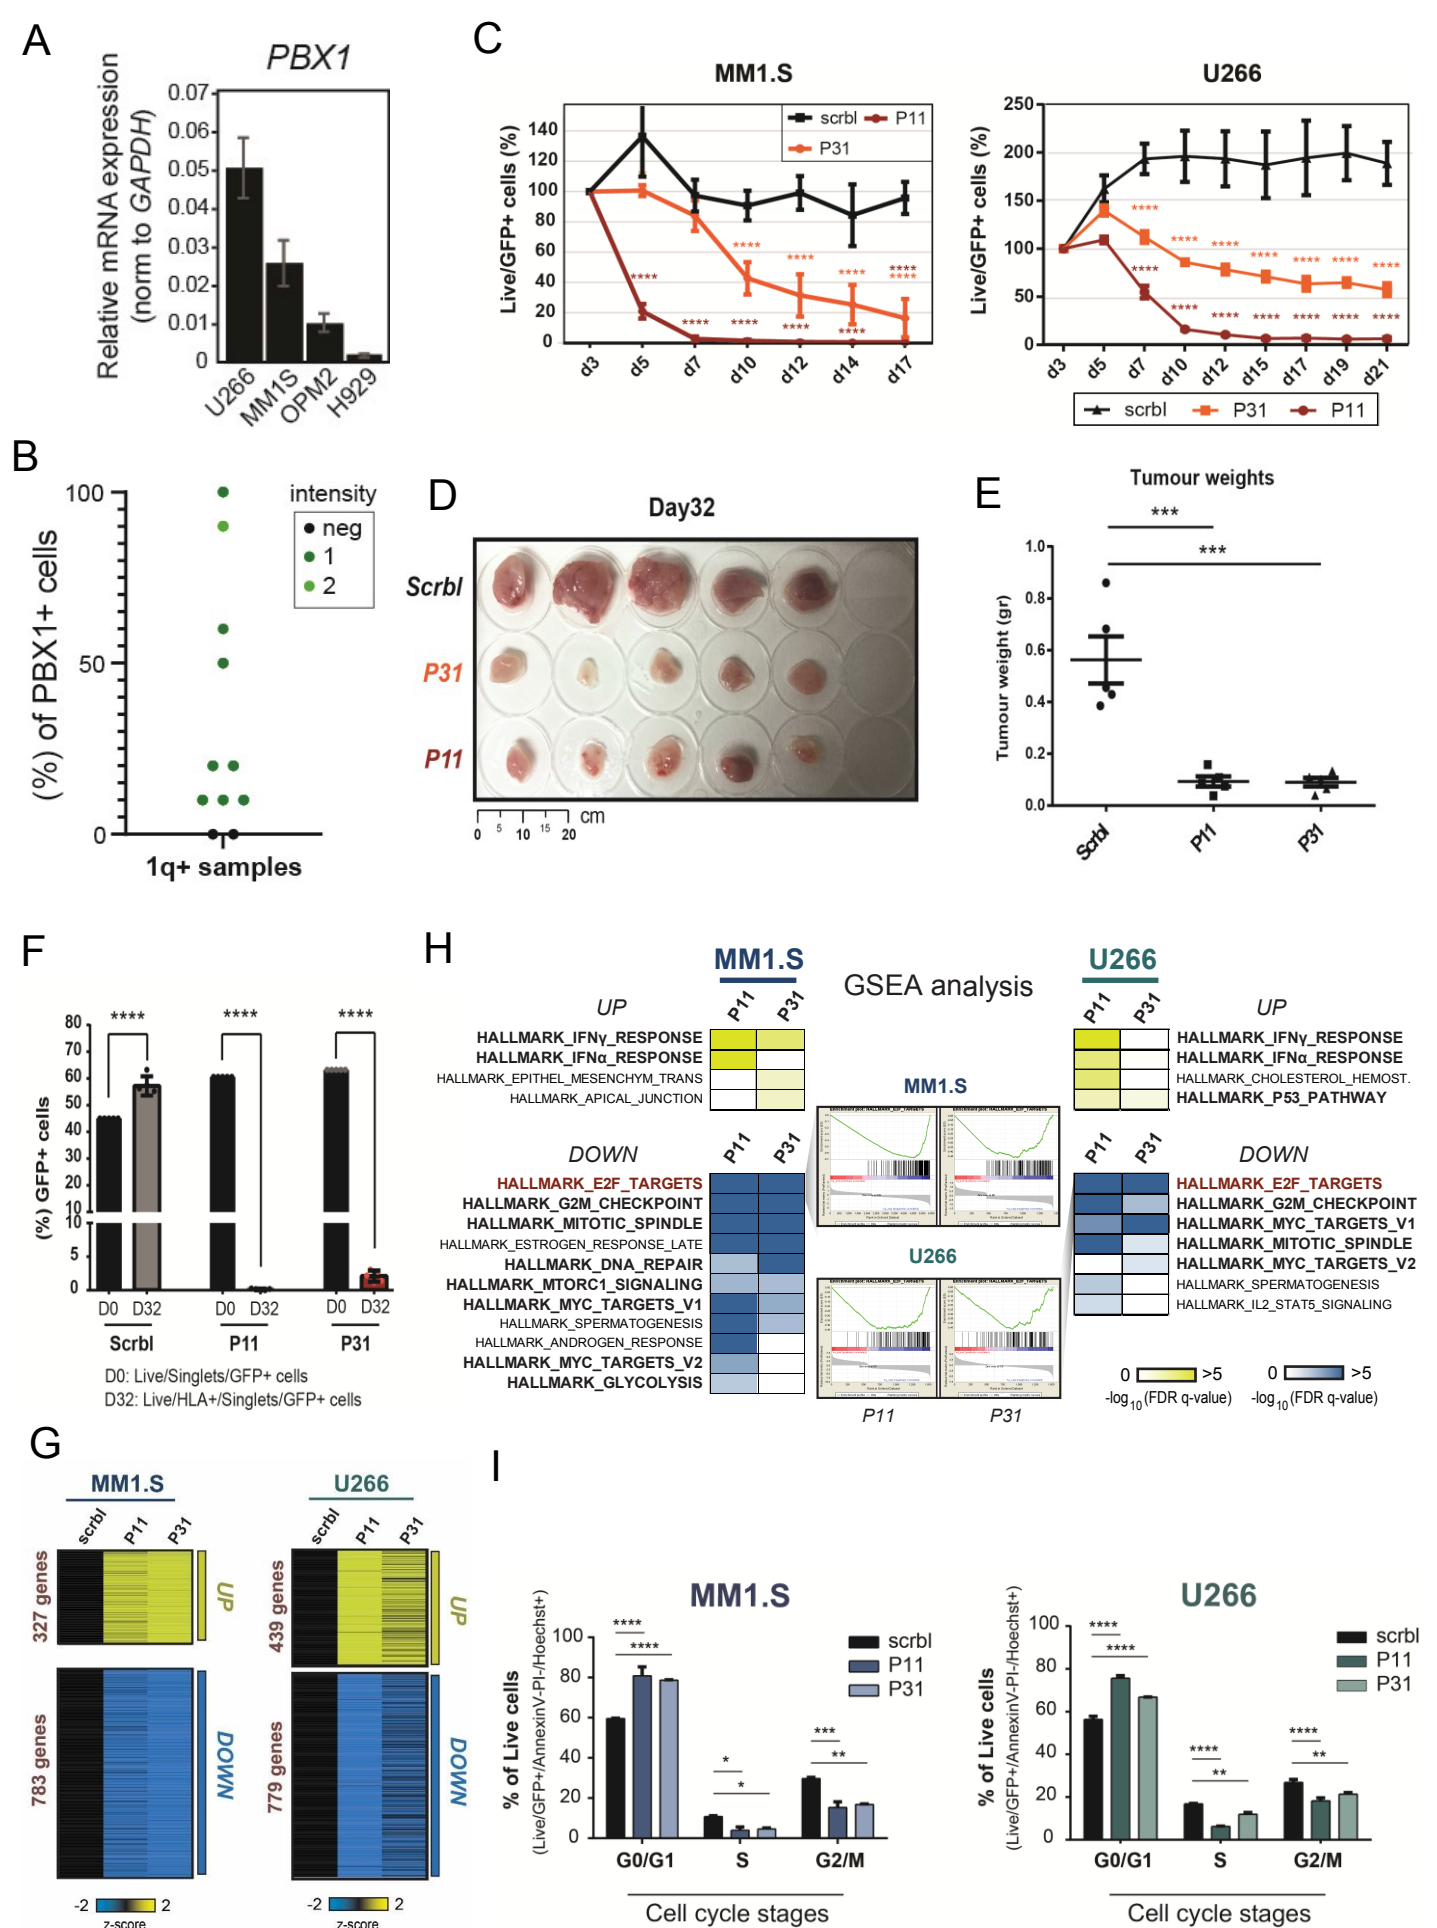 A
PBX1
Relative mRNA expression
(norm to GAPDH)
0.07
0.06
0.05
0.04
0.03
0.02
0.01
0
U266
MM1S
OPM2
H929
B
(%) of PBX1+ cells
100
50
0
intensity
neg
1
2
1q+ samples
C
MM1.S
Live/GFP+ cells (%)
140
120
100
80
60
40
20
0
scrbl P11
P31
****
****
****
****
****
****
****
****
****
****
d3 d5 d7 d10 d12 d14 d17
U266
Live/GFP+ cells (%)
250
200
150
100
50
0
**** **** **** **** **** **** ****
**** **** **** **** **** **** ****
d3 d5 d7 d10 d12 d15 d17 d19 d21
scrbl P31 P11
D
Day32
Scrbl
P31
P11
0 5 10 15 20 cm
E
Tumour weights
***
***
Tumour weight (gr)
1.0
0.8
0.6
0.4
0.2
0.0
Scrbl P11 P31
F
(%) GFP+ cells
80
70
60
50
40
30
20
10
10
5
0
**** **** ****
D0 D32 D0 D32 D0 D32
Scrbl P11 P31
D0: Live/Singlets/GFP+ cells
D32: Live/HLA+/Singlets/GFP+ cells
G
MM1.S
scrbl P11 P31
327 genes
UP
783 genes
DOWN
-2 2
z-score
U266
scrbl P11 P31
439 genes
UP
779 genes
DOWN
-2 2
z-score
H
GSEA analysis
MM1.S
UP
P11 P31
HALLMARK_IFNγ_RESPONSE
HALLMARK_IFNα_RESPONSE
HALLMARK_EPITHEL_MESENCHYM_TRANS
HALLMARK_APICAL_JUNCTION
DOWN
P11 P31
HALLMARK_E2F_TARGETS
HALLMARK_G2M_CHECKPOINT
HALLMARK_MITOTIC_SPINDLE
HALLMARK_ESTROGEN_RESPONSE_LATE
HALLMARK_DNA_REPAIR
HALLMARK_MTORC1_SIGNALING
HALLMARK_MYC_TARGETS_V1
HALLMARK_SPERMATOGENESIS
HALLMARK_ANDROGEN_RESPONSE
HALLMARK_MYC_TARGETS_V2
HALLMARK_GLYCOLYSIS
MM1.S
U266
P11 P31
U266
P11 P31
UP
HALLMARK_IFNγ_RESPONSE
HALLMARK_IFNα_RESPONSE
HALLMARK_CHOLESTEROL_HEMOST.
HALLMARK_P53_PATHWAY
P11 P31
DOWN
HALLMARK_E2F_TARGETS
HALLMARK_G2M_CHECKPOINT
HALLMARK_MYC_TARGETS_V1
HALLMARK_MITOTIC_SPINDLE
HALLMARK_MYC_TARGETS_V2
HALLMARK_SPERMATOGENESIS
HALLMARK_IL2_STAT5_SIGNALING
0 >5
-log10(FDR q-value)
0 >5
-log10(FDR q-value)
I
MM1.S
% of Live cells
(Live/GFP+/AnnexinV-PI-/Hoechst+)
100
80
60
40
20
0
****
****
*
*
***
**
scrbl
P11
P31
G0/G1 S G2/M
Cell cycle stages
U266
% of Live cells
(Live/GFP+/AnnexinV-PI-/Hoechst+)
100
80
60
40
20
0
****
****
****
**
****
**
scrbl
P11
P31
G0/G1 S G2/M
Cell cycle stages